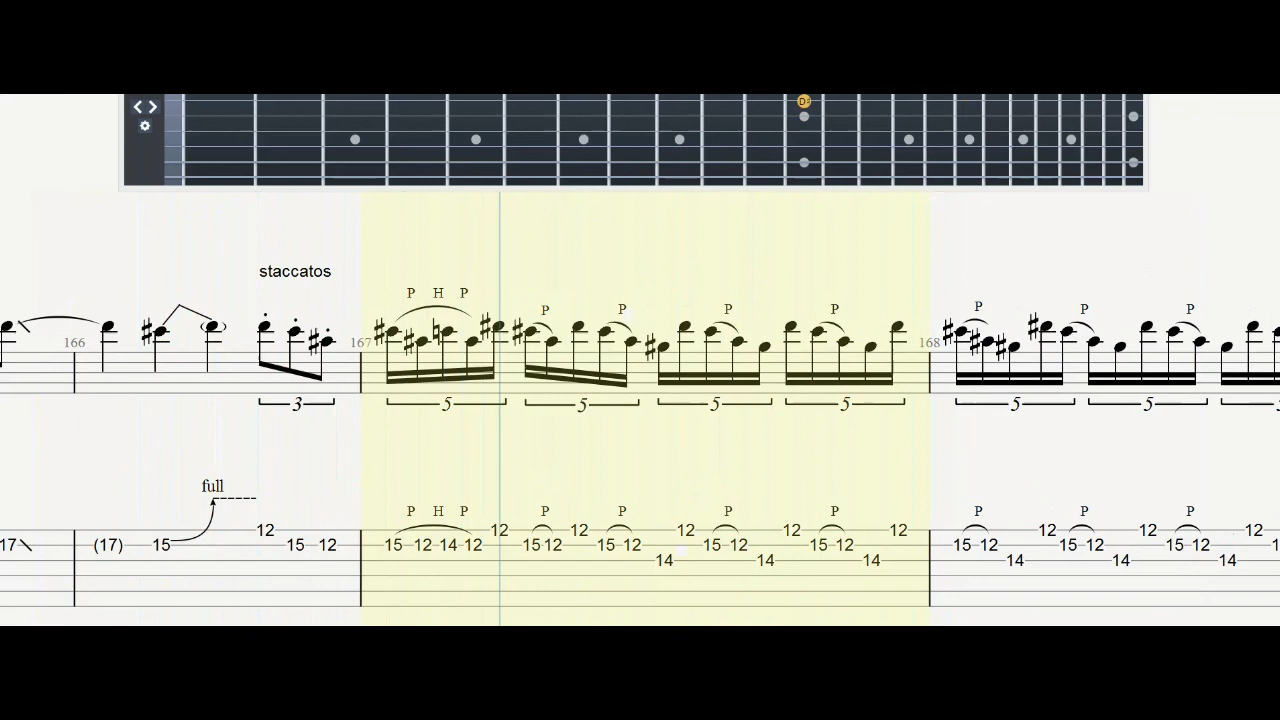 D♯
staccatos
P H P P P P P P P P
166 167 168
3 5 5 5 5 5 5
full
P H P P P P P P P P
12 12 12 12 12 12 12 12 12
17 (17) 15 15 12 15 12 14 12 15 12 15 12 15 12 15 12 15 12 15 12 15 12
14 14 14 14 14 14